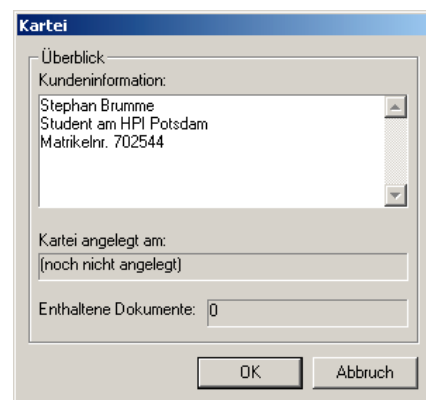 Kartei
Überblick
Kundeninformation:
Stephan Brumme
Student am HPI Potsdam
Matrikelnr. 702544
Kartei angelegt am:
(noch nicht angelegt)
Enthaltene Dokumente: 0
OK Abbruch